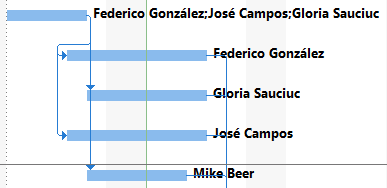 Federico González;José Campos;Gloria Sauciuc
Federico González
Gloria Sauciuc
José Campos
Mike Beer